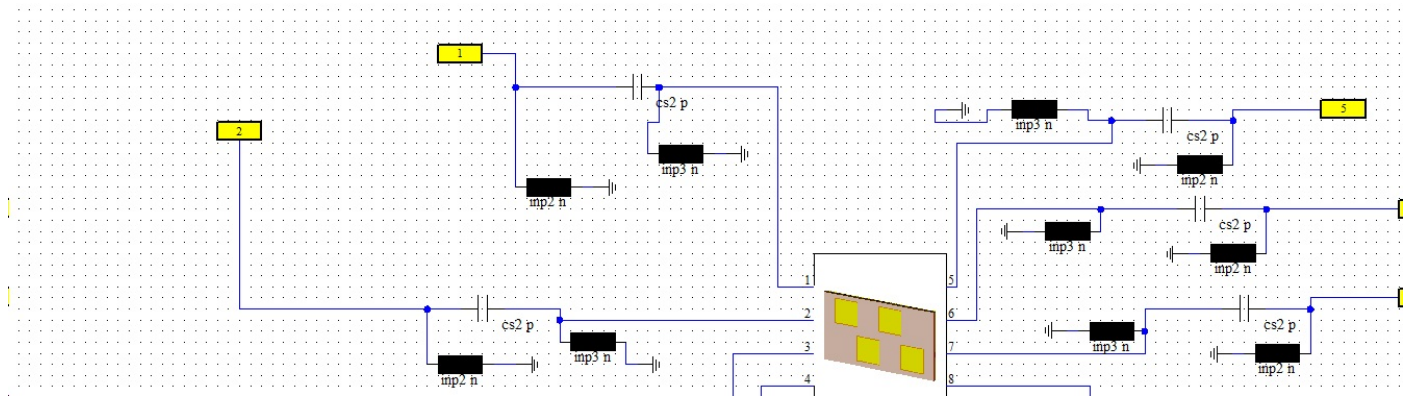 1
cs2 p
5
inp3 n
2
cs2 p
inp3 n
inp2 n
inp2 n
cs2 p
inp3 n
inp2 n
1
5
2
6
cs2 p
cs2 p
inp3 n
3
7
inp3 n
inp2 n
inp2 n
4
8